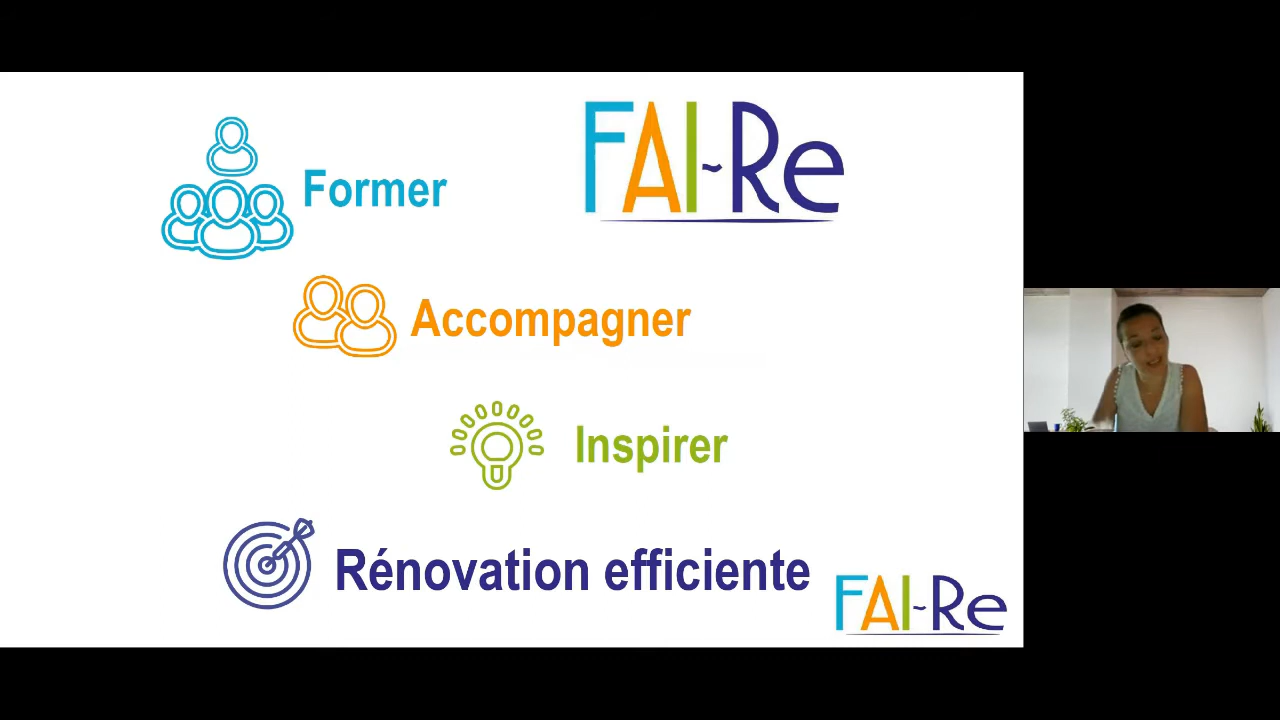 FAI~Re
Former
Accompagner
Inspirer
Rénovation efficiente
FAI~Re